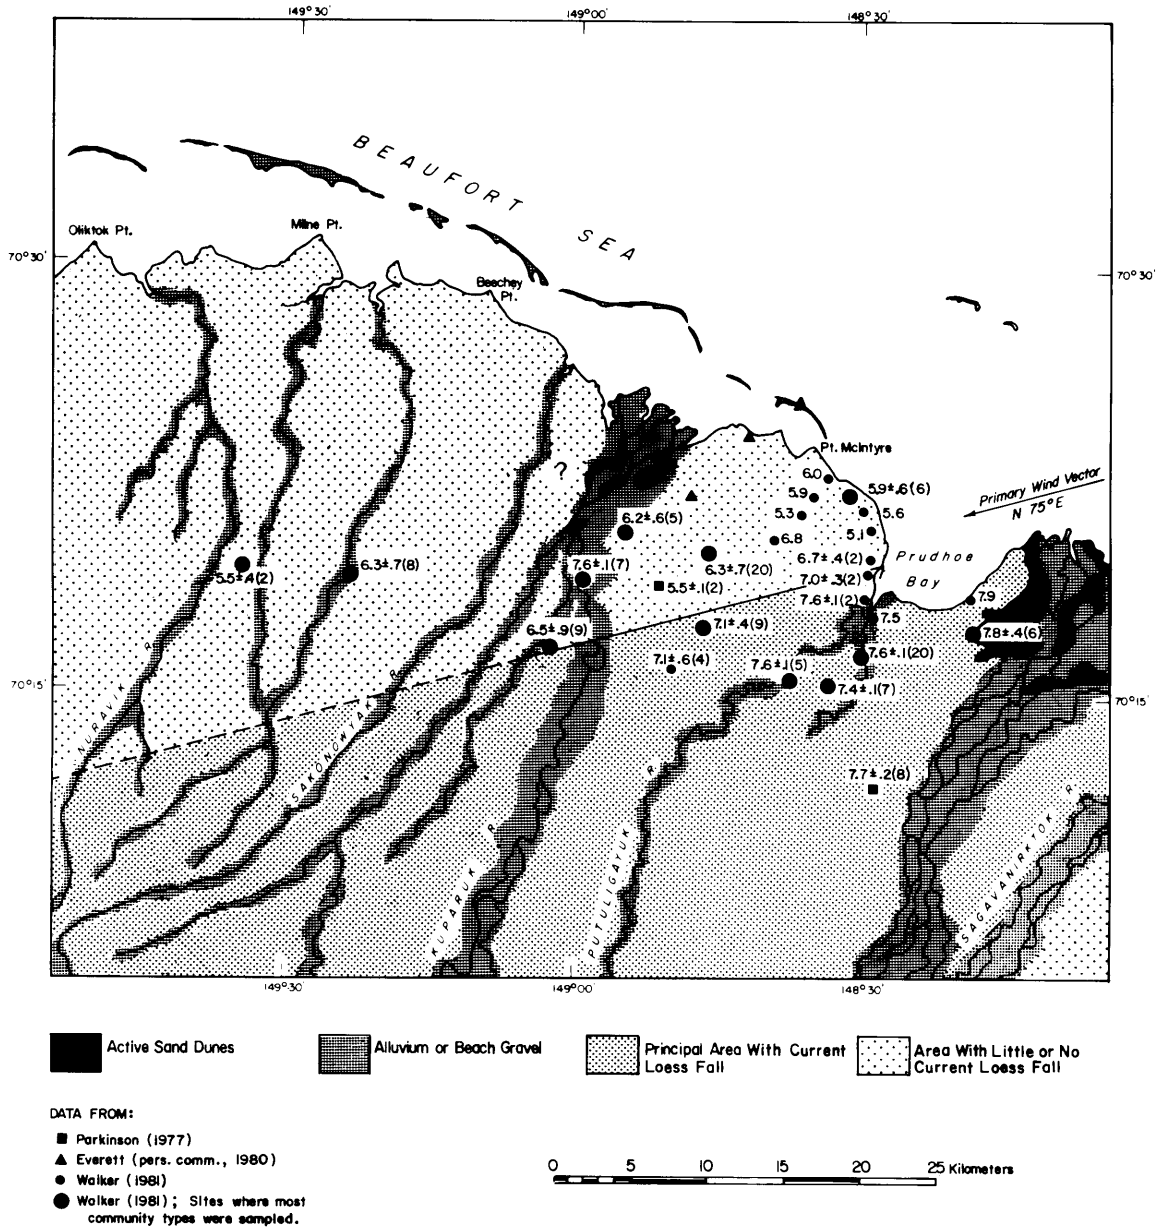 149°30'
149°00'
148°30'
BEAUFORT SEA
Oliktok Pt.
Milne Pt.
70°30'
70°30'
Beechey
Pt.
Pt. McIntyre
?
6.0
5.9
5.9±.6(6)
Primary Wind Vector
N 75°E
5.3
5.6
6.2±.6(5)
5.1
6.8
6.7±.4(2)
Prudhoe
Bay
7.6±.1(7)
6.3±.7(20)
5.5±.4(2)
6.3±.7(8)
5.5±.1(2)
7.0±.3(2)
7.6±.1(2)
7.9
7.5
7.1±.4(9)
7.8±.4(6)
6.5±.9(9)
7.1±.6(4)
7.6±.1(5)
7.6±.1(20)
7.4±.1(7)
70°15'
70°15'
7.7±.2(8)
NURAVIK R.
SAKONOWYAK R.
KUPARUK R.
PUTULIGAYUK R.
SAGAVANIRKTOK R.
149°30'
149°00'
148°30'
Active Sand Dunes
Alluvium or Beach Gravel
Principal Area With Current
Loess Fall
Area With Little or No
Current Loess Fall
DATA FROM:
Parkinson (1977)
Everett (pers. comm., 1980)
Walker (1981)
Walker (1981); Sites where most
community types were sampled.
0 5 10 15 20 25 Kilometers